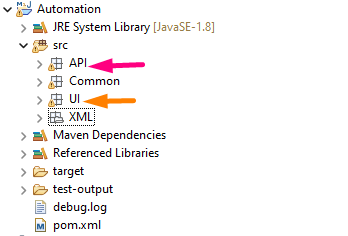 Automation
JRE System Library [JavaSE-1.8]
src
API
Common
UI
XML
Maven Dependencies
Referenced Libraries
target
test-output
debug.log
pom.xml